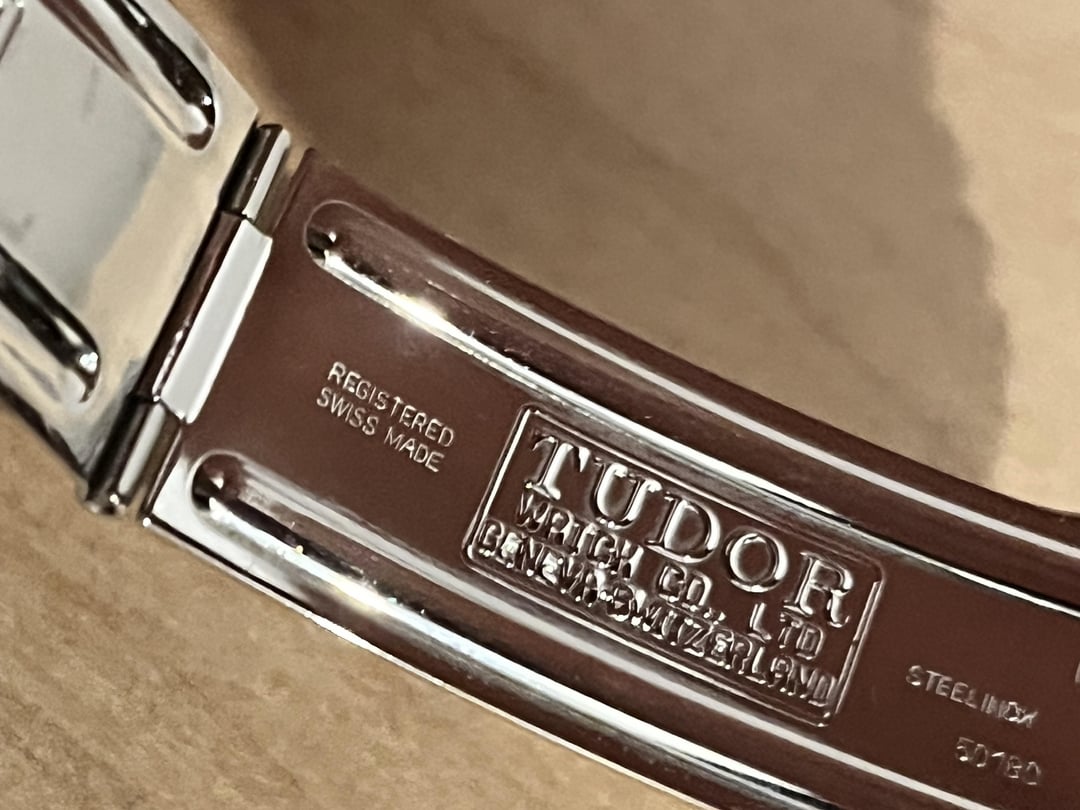 REGISTERED
SWISS MADE
TUDOR
WATCH CO., LTD
GENEVA-SWITZERLAND
STEELINOX
50180